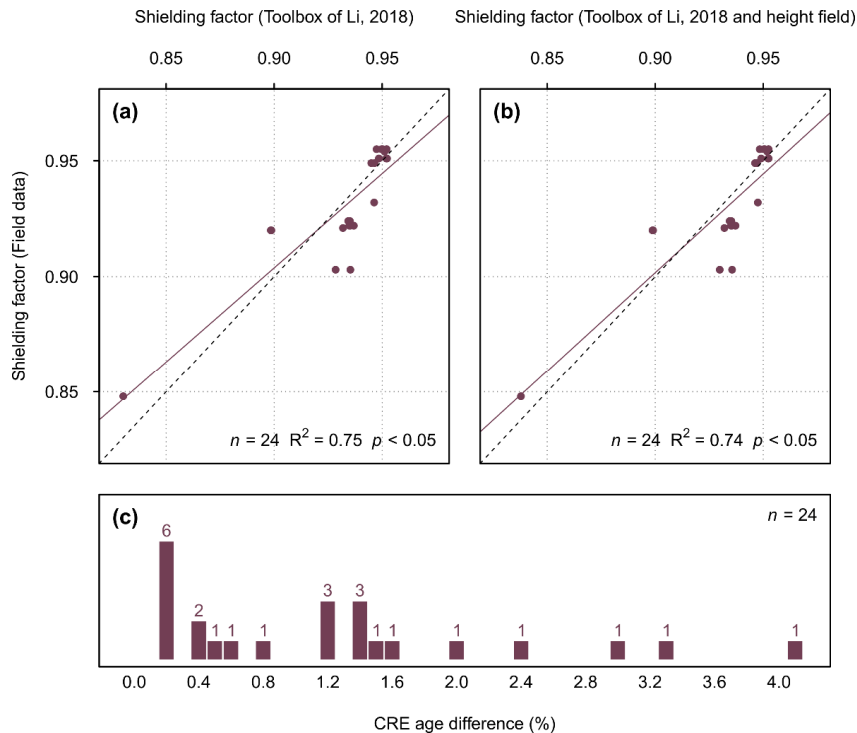 Shielding factor (Toolbox of Li, 2018)
Shielding factor (Toolbox of Li, 2018 and height field)
0.85 0.90 0.95
0.85 0.90 0.95
(a)
(b)
Shielding factor (Field data)
0.95
0.90
0.85
n = 24 R² = 0.75 p < 0.05
n = 24 R² = 0.74 p < 0.05
(c)
n = 24
6 2 1 1 1 3 3 1 1 1 1 1 1 1
0.0 0.4 0.8 1.2 1.6 2.0 2.4 2.8 3.2 3.6 4.0
CRE age difference (%)